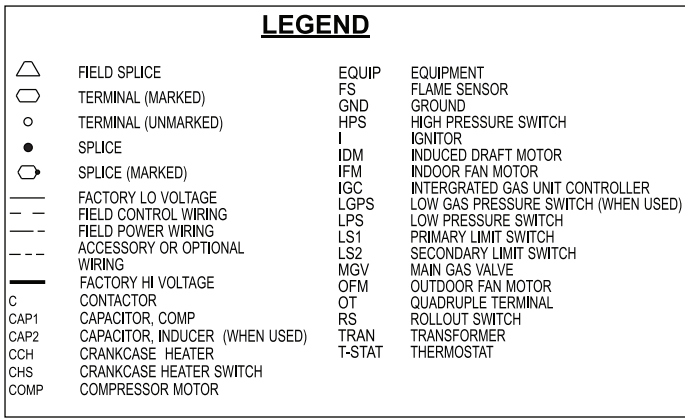 LEGEND
FIELD SPLICE
TERMINAL (MARKED)
TERMINAL (UNMARKED)
SPLICE
SPLICE (MARKED)
FACTORY LO VOLTAGE
FIELD CONTROL WIRING
FIELD POWER WIRING
ACCESSORY OR OPTIONAL
WIRING
FACTORY HI VOLTAGE
C CONTACTOR
CAP1 CAPACITOR, COMP
CAP2 CAPACITOR, INDUCER (WHEN USED)
CCH CRANKCASE HEATER
CHS CRANKCASE HEATER SWITCH
COMP COMPRESSOR MOTOR
EQUIP EQUIPMENT
FS FLAME SENSOR
GND GROUND
HPS HIGH PRESSURE SWITCH
I IGNITOR
IDM INDUCED DRAFT MOTOR
IFM INDOOR FAN MOTOR
IGC INTERGRATED GAS UNIT CONTROLLER
LGPS LOW GAS PRESSURE SWITCH (WHEN USED)
LPS LOW PRESSURE SWITCH
LS1 PRIMARY LIMIT SWITCH
LS2 SECONDARY LIMIT SWITCH
MGV MAIN GAS VALVE
OFM OUTDOOR FAN MOTOR
OT QUADRUPLE TERMINAL
RS ROLLOUT SWITCH
TRAN TRANSFORMER
T-STAT THERMOSTAT